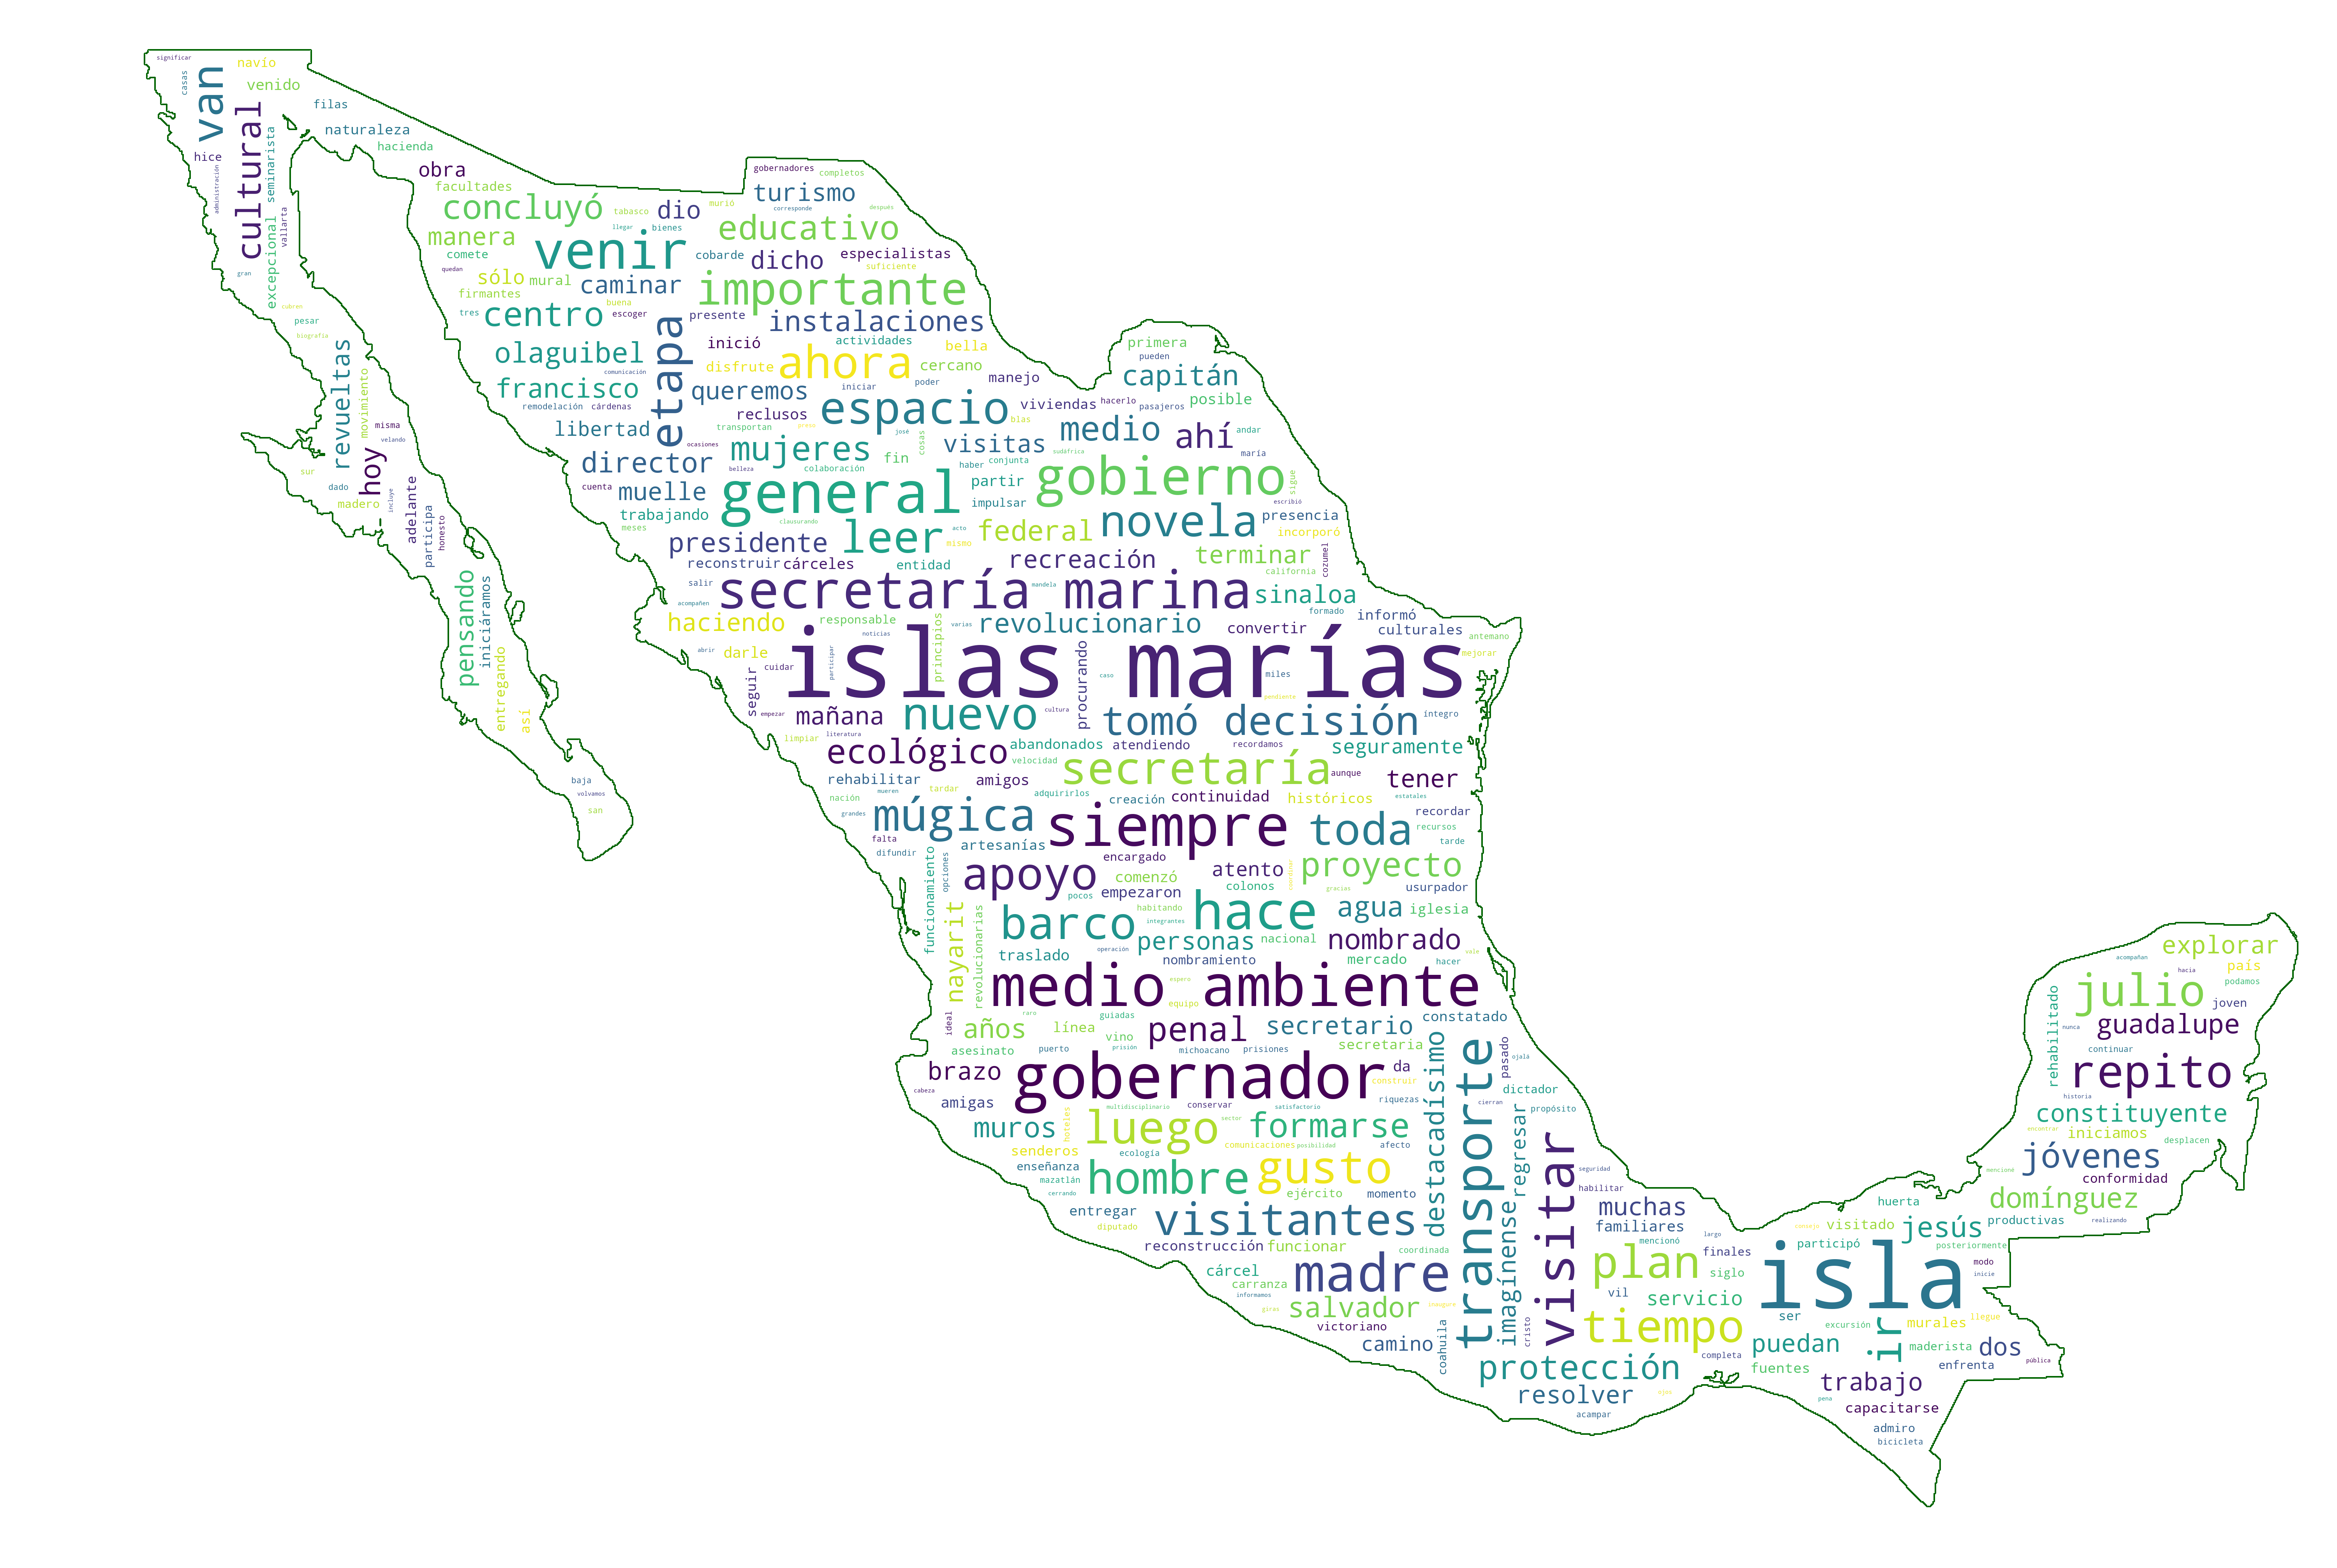 significar
navío
casas
van
venido
filas
cultural
seminarista
naturaleza
hacienda
hice
administración
vallarta
excepcional
gran
cubren
pesar
biografía
obra
facultades
concluyó
tabasco
dio
murió
manera
llegar
bienes
venir
comete
quedan
sólo
mural
caminar
cobarde
firmantes
buena
tres
centro
escoger
gobernadores
completos
turismo
corresponde
después
educativo
dicho
especialistas
suficiente
importante
presente
instalaciones
etapa
inició
actividades
bella
olaguibel
disfrute
ahora
cercano
comunicación
francisco
queremos
iniciar
poder
manejo
remodelación
cárdenas
reclusos
espacio
viviendas
hacerlo
pasajeros
blas
libertad
transportan
preso
josé
cosas
ocasiones
mujeres
visitas
medio
ahí
andar
primera
pueden
capitán
posible
director
belleza
colaboración
fin
haber
conjunta
sudáfrica
maría
cuenta
muelle
general
partir
gobierno
sigue
impulsar
escribió
trabajando
meses
clausurando
leer
acto
mismo
federal
novela
presencia
incorporó
presidente
recreación
terminar
cozumel
reconstruir
cárceles
entidad
california
salir
secretaría marina
mandela
sinaloa
acompañen
formado
haciendo
responsable
noticias
principios
varias
revolucionario
convertir
informó
culturales
antemano
abrir
darle
participar
islas marías
mejorar
cuidar
seguir
caso
procurando
miles
pendiente
empezar
mañana
nuevo
cultura
tomó decisión
íntegro
limpiar
literatura
ecológico
abandonados
atendiendo
recordamos
seguramente
velocidad
secretaría
aunque
tener
rehabilitar
amigos
mueren
tardar
adquirirlos
creación
continuidad
históricos
estatales
nación
grandes
múgica
siempre
toda
recordar
recursos
falta
difundir
artesanías
tarde
funcionamiento
opciones
apoyo
encargado
comenzó
atento
proyecto
coordinar
pocos
empezaron
colonos
gracias
usurpador
nayarit
revolucionarias
barco
habitando
integrantes
hace
agua
iglesia
personas
nacional
nombrado
traslado
operación
nombramiento
mercado
hacer
vale
medio ambiente
espero
equipo
ideal
raro
años
línea
guiadas
penal
secretario
constatado
vino
asesinato
puerto
prisión
michoacano
prisiones
secretaria
brazo
gobernador
da
construir
cabeza
amigas
multidisciplinario
conservar
satisfactorio
riquezas
destacadísimo
transporte
pasado
ojalá
dictador
cierran
propósito
muros
hoteles
luego
sector
formarse
comunicaciones
posibilidad
afecto
senderos
ecología
enseñanza
mazatlán
cerrando
hombre
gusto
ejército
momento
regresar
imagínense
visitar
seguridad
habilitar
entregar
diputado
visitantes
reconstrucción
funcionar
coordinada
cárcel
carranza
informamos
madre
giras
salvador
inaugure
victoriano
camino
coahuila
cristo
muchas
familiares
mencionó
largo
finales
plan
siglo
vil
servicio
tiempo
completa
protección
resolver
ejes
acampar
revueltas
movimiento
misma
velando
sur
hoy
dado
madero
incluye
adelante
participa
honesto
pensando
iniciáramos
entregando
así
baja
volvamos
san
explorar
acompañan
hacia
país
podamos
julio
joven
rehabilitado
nunca
guadalupe
continuar
repito
historia
constituyente
encontrar
iniciamos
desplacen
jóvenes
mencioné
conformidad
domínguez
huerta
productivas
realizando
consejo
visitado
jesús
participó
posteriormente
isla
modo
inicie
ser
excursión
ir
murales
llegue
puedan
maderista
dos
fuentes
enfrenta
pública
trabajo
pena
capacitarse
admiro
bicicleta